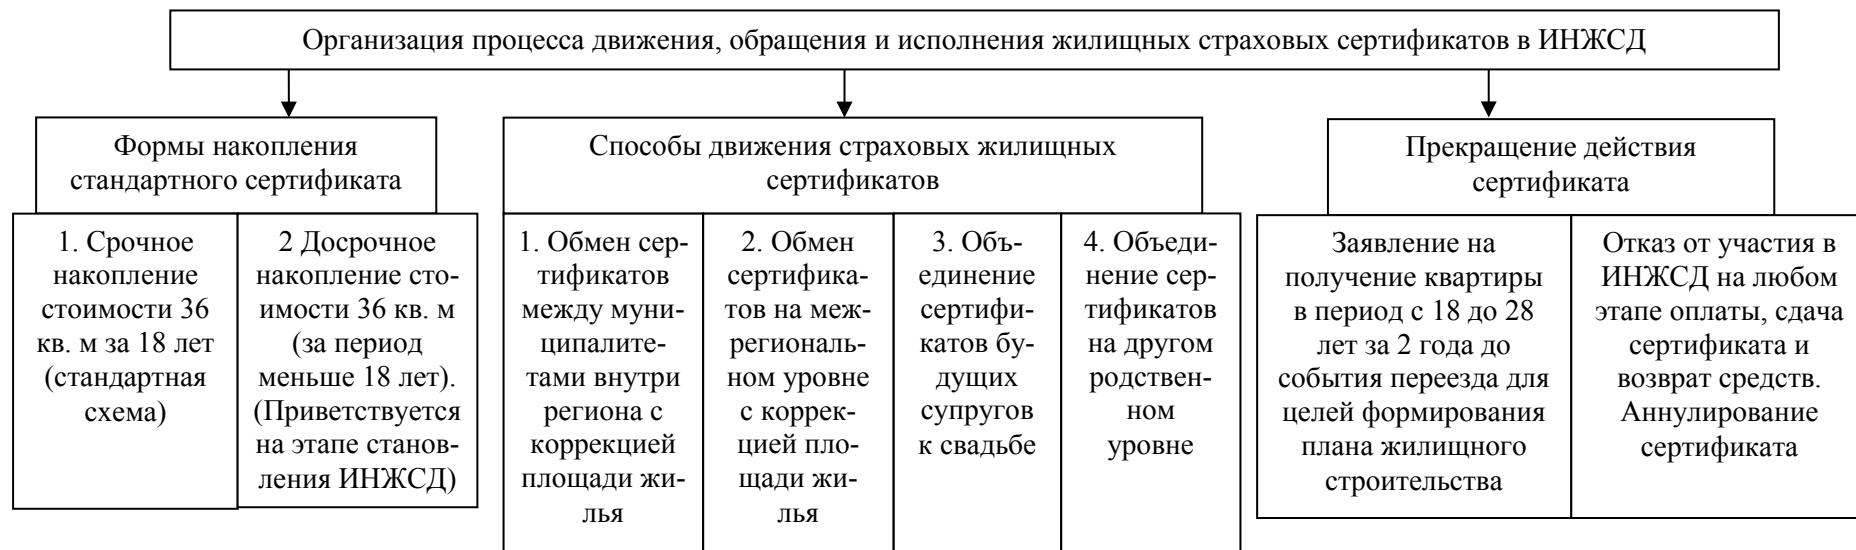 Организация процесса движения, обращения и исполнения жилищных страховых сертификатов в ИНЖСД
Формы накопления
стандартного сертификата
1. Срочное
накопление
стоимости 36
кв. м за 18 лет
(стандартная
схема)
2 Досрочное
накопление сто-
имости 36 кв. м
(за период
меньше 18 лет).
(Приветствуется
на этапе станов-
ления ИНЖСД)
Способы движения страховых жилищных
сертификатов
1. Обмен сер-
тификатов
между муни-
ципалите-
тами внутри
региона с
коррекцией
площади жи-
лья
2. Обмен
сертифика-
тов на меж-
региональ-
ном уровне
с коррек-
цией пло-
щади жи-
лья
3. Объ-
единение
сертифи-
катов бу-
дущих
супругов
к свадьбе
4. Объеди-
нение сер-
тификатов
на другом
родствен-
ном
уровне
Прекращение действия
сертификата
Заявление на
получение квартиры
в период с 18 до 28
лет за 2 года до
события переезда для
целей формирования
плана жилищного
строительства
Отказ от участия в
ИНЖСД на любом
этапе оплаты, сдача
сертификата и
возврат средств.
Аннулирование
сертификата